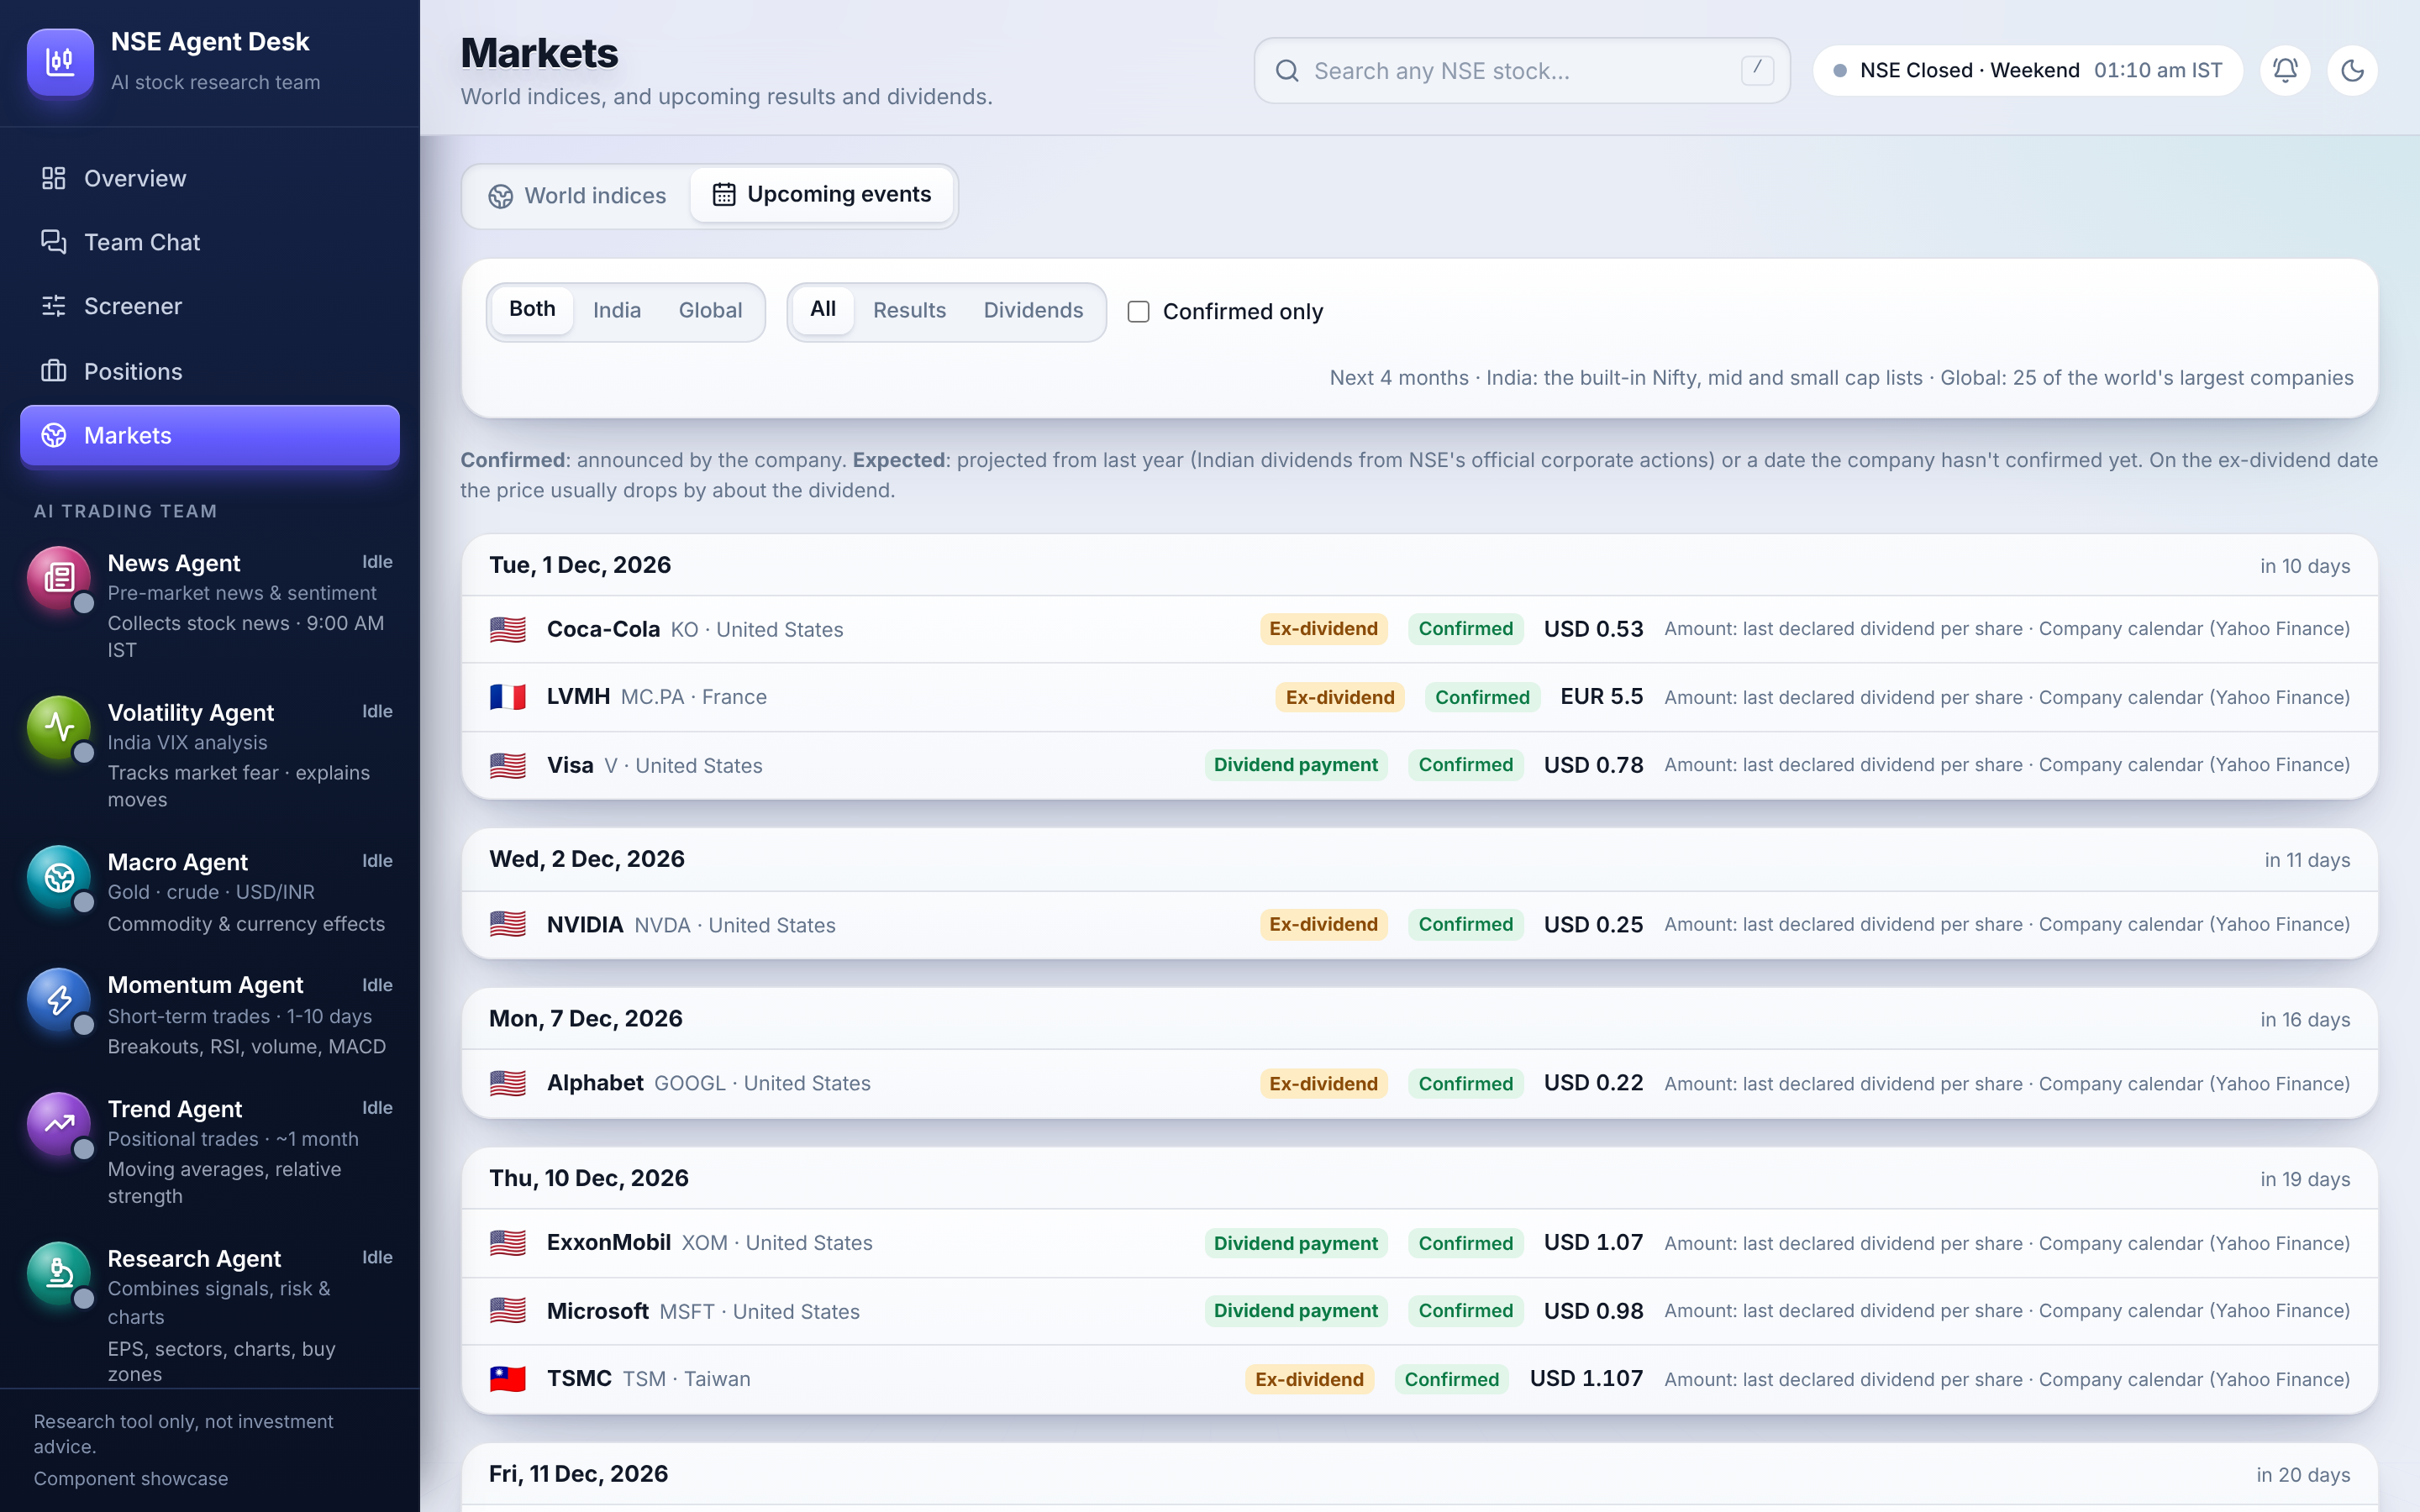 NSE Agent Desk
AI stock research team
Overview
Team Chat
Screener
Positions
Markets
AI TRADING TEAM
News Agent Idle
Pre-market news & sentiment
Collects stock news · 9:00 AM
IST
Volatility Agent Idle
India VIX analysis
Tracks market fear · explains
moves
Macro Agent Idle
Gold · crude · USD/INR
Commodity & currency effects
Momentum Agent Idle
Short-term trades · 1-10 days
Breakouts, RSI, volume, MACD
Trend Agent Idle
Positional trades · ~1 month
Moving averages, relative
strength
Research Agent Idle
Combines signals, risk &
charts
EPS, sectors, charts, buy
zones
Research tool only, not investment
advice.
Component showcase
Markets
World indices, and upcoming results and dividends.
Search any NSE stock... /
NSE Closed · Weekend 01:10 am IST
World indices Upcoming events
Both India Global All Results Dividends Confirmed only
Next 4 months · India: the built-in Nifty, mid and small cap lists · Global: 25 of the world's largest companies
Confirmed: announced by the company. Expected: projected from last year (Indian dividends from NSE's official corporate actions) or a date the company hasn't confirmed yet. On the ex-dividend date
the price usually drops by about the dividend.
Tue, 1 Dec, 2026 in 10 days
Coca-Cola KO · United States Ex-dividend Confirmed USD 0.53 Amount: last declared dividend per share · Company calendar (Yahoo Finance)
LVMH MC.PA · France Ex-dividend Confirmed EUR 5.5 Amount: last declared dividend per share · Company calendar (Yahoo Finance)
Visa V · United States Dividend payment Confirmed USD 0.78 Amount: last declared dividend per share · Company calendar (Yahoo Finance)
Wed, 2 Dec, 2026 in 11 days
NVIDIA NVDA · United States Ex-dividend Confirmed USD 0.25 Amount: last declared dividend per share · Company calendar (Yahoo Finance)
Mon, 7 Dec, 2026 in 16 days
Alphabet GOOGL · United States Ex-dividend Confirmed USD 0.22 Amount: last declared dividend per share · Company calendar (Yahoo Finance)
Thu, 10 Dec, 2026 in 19 days
ExxonMobil XOM · United States Dividend payment Confirmed USD 1.07 Amount: last declared dividend per share · Company calendar (Yahoo Finance)
Microsoft MSFT · United States Dividend payment Confirmed USD 0.98 Amount: last declared dividend per share · Company calendar (Yahoo Finance)
TSMC TSM · Taiwan Ex-dividend Confirmed USD 1.107 Amount: last declared dividend per share · Company calendar (Yahoo Finance)
Fri, 11 Dec, 2026 in 20 days